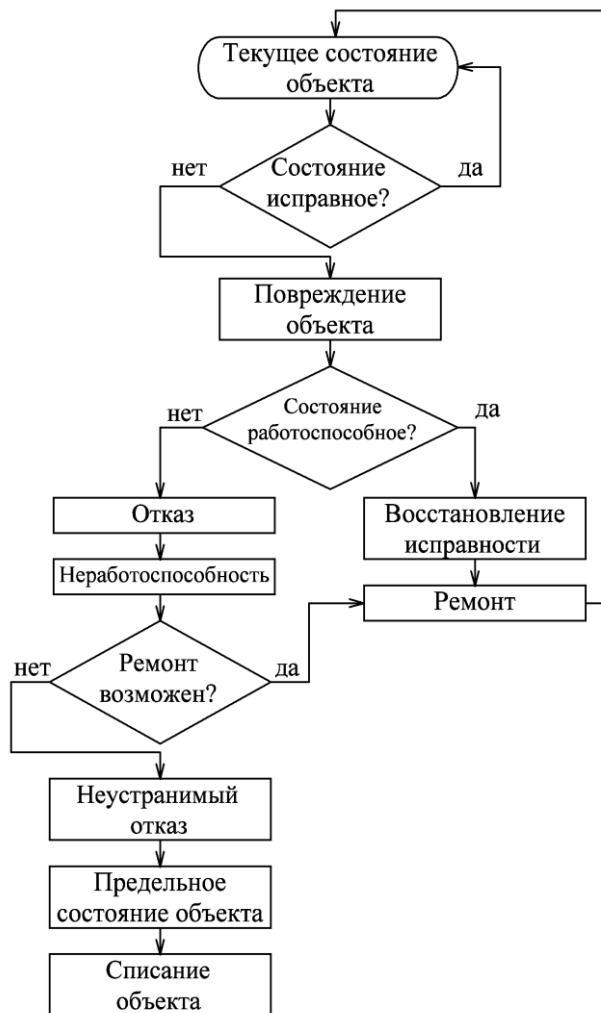 Текущее состояние
объекта
нет
Состояние
исправное?
да
Повреждение
объекта
нет
Состояние
работоспособное?
да
Отказ
Восстановление
исправности
Неработоспособность
Ремонт
нет
Ремонт
возможен?
да
Неустранимый
отказ
Предельное
состояние объекта
Списание
объекта